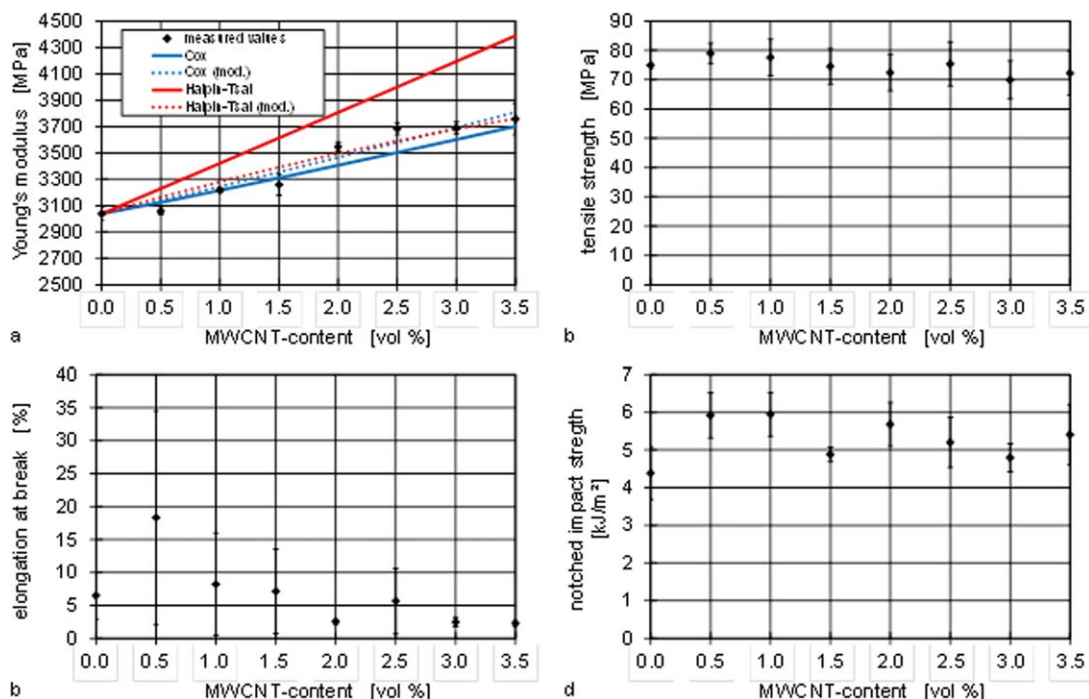 4500
4300
4100
3900
3700
3500
3300
3100
2900
2700
2500
Young's modulus [MPa]
measured values
Cox
Cox (mod.)
Halpin-Tsai
Halpin-Tsai (mod.)
0.0 0.5 1.0 1.5 2.0 2.5 3.0 3.5
a MWCNT-content [vol %]
90
80
70
60
50
40
30
20
10
0
tensile strength [MPa]
0.0 0.5 1.0 1.5 2.0 2.5 3.0 3.5
b MWCNT-content [vol %]
40
35
30
25
20
15
10
5
0
elongation at break [%]
0.0 0.5 1.0 1.5 2.0 2.5 3.0 3.5
b MWCNT-content [vol %]
7
6
5
4
3
2
1
0
notched impact stregth
[kJ/m²]
0.0 0.5 1.0 1.5 2.0 2.5 3.0 3.5
d MWCNT-content [vol %]